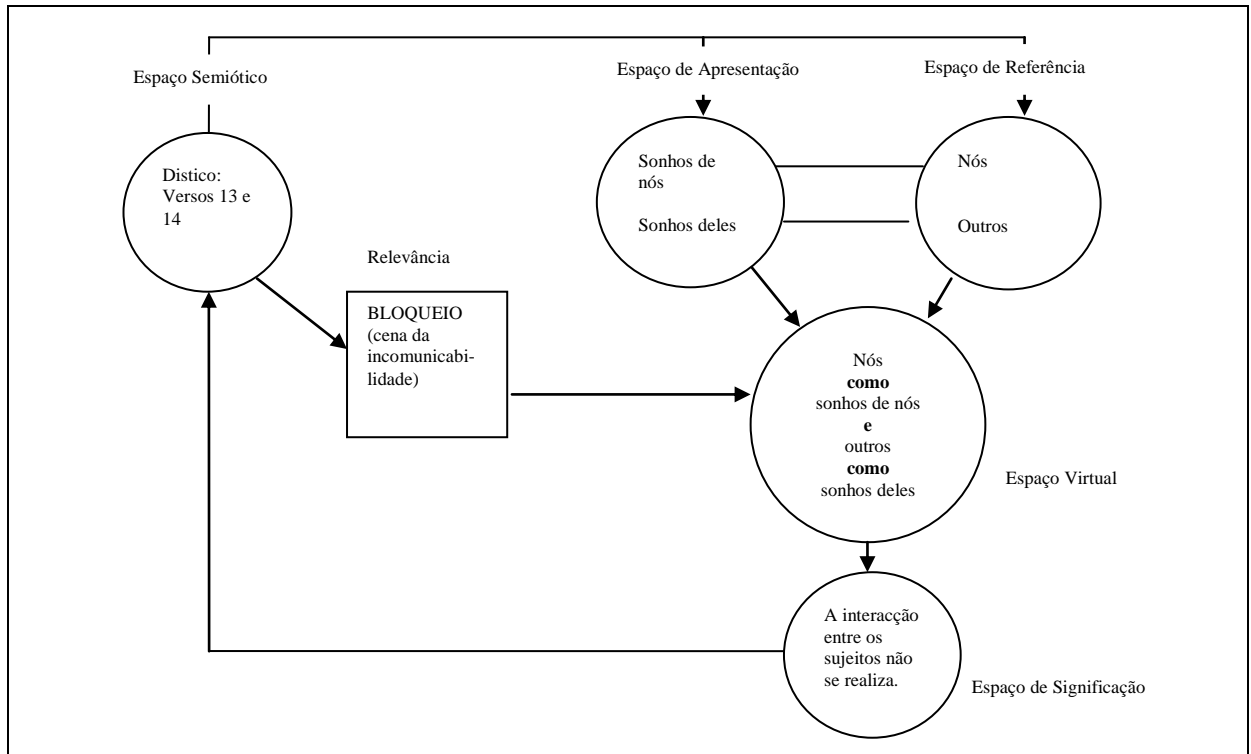 Espaço Semiótico
Espaço de Apresentação
Espaço de Referência
Distico:
Versos 13 e
14
Sonhos de
nós
Sonhos deles
Nós
Outros
Relevância
BLOQUEIO
(cena da
incomunicabi-
lidade)
Nós
como
sonhos de nós
e
outros
como
sonhos deles
Espaço Virtual
A interacção
entre os
sujeitos não
se realiza.
Espaço de Significação